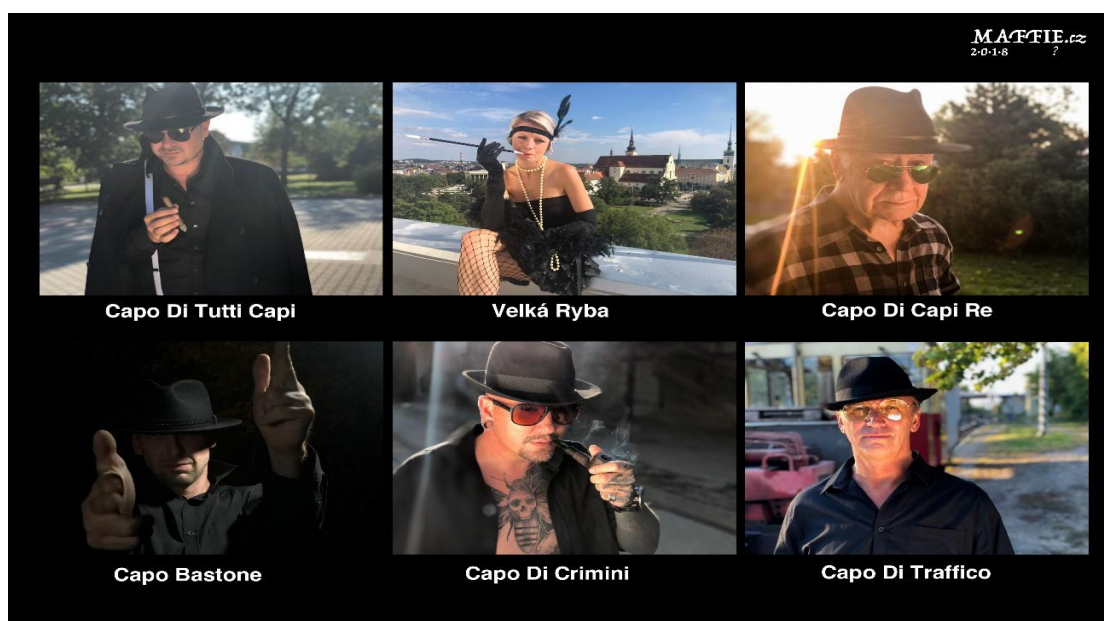 MAFFIE.cz
2·0·1·8 ?
Capo Di Tutti Capi
Velká Ryba
Capo Di Capi Re
Capo Bastone
Capo Di Crimini
Capo Di Traffico